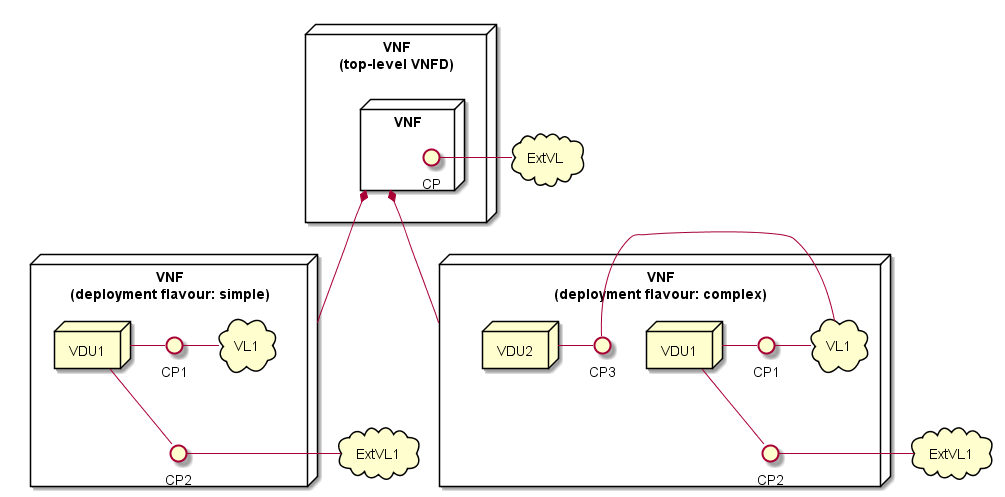 VNF
(top-level VNFD)
VNF
CP
ExtVL
VNF
(deployment flavour: simple)
VDU1
CP1
VL1
CP2
ExtVL1
VNF
(deployment flavour: complex)
VDU2
CP3
VDU1
CP1
VL1
CP2
ExtVL1